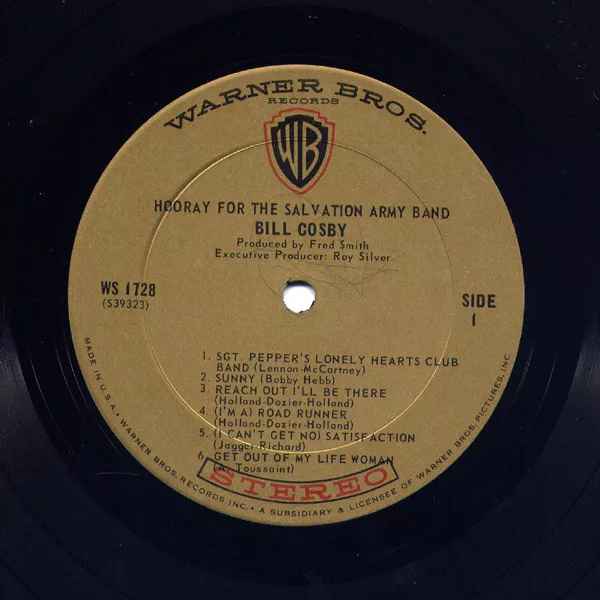 WARNER BROS.
RECORDS
WB
HOORAY FOR THE SALVATION ARMY BAND
BILL COSBY
Produced by Fred Smith
Executive Producer: Roy Silver
WS 1728
(S39323)
SIDE
1
1. SGT. PEPPER'S LONELY HEARTS CLUB
BAND (Lennon-McCartney)
2. SUNNY (Bobby Hebb)
3. REACH OUT I'LL BE THERE
(Holland-Dozier-Holland)
4. (I'M A) ROAD RUNNER
(Holland-Dozier-Holland)
5. (I CAN'T GET NO) SATISFACTION
(Jagger-Richard)
6. GET OUT OF MY LIFE WOMAN
(A. Toussaint)
STEREO
MADE IN U.S.A. • WARNER BROS. RECORDS, INC. • A SUBSIDIARY & LICENSEE OF WARNER BROS. PICTURES, INC.